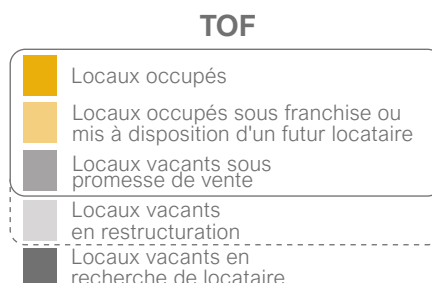 TOF
Locaux occupés
Locaux occupés sous franchise ou
mis à disposition d'un futur locataire
Locaux vacants sous
promesse de vente
Locaux vacants
en restructuration
Locaux vacants en
recherche de locataire